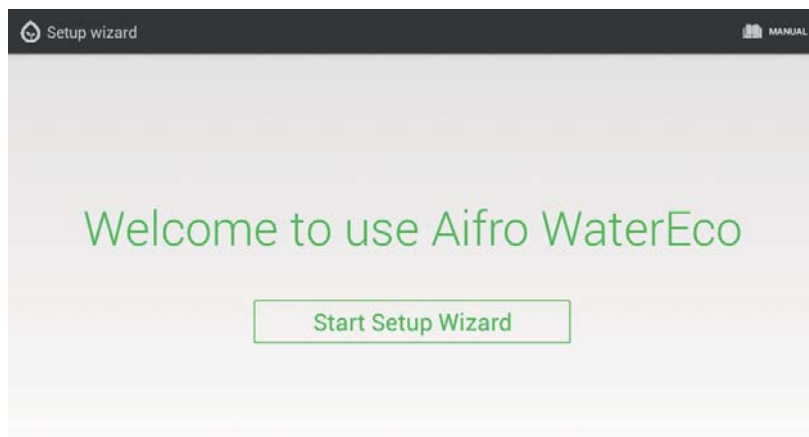 Setup wizard
MANUAL
Welcome to use Aifro WaterEco
Start Setup Wizard